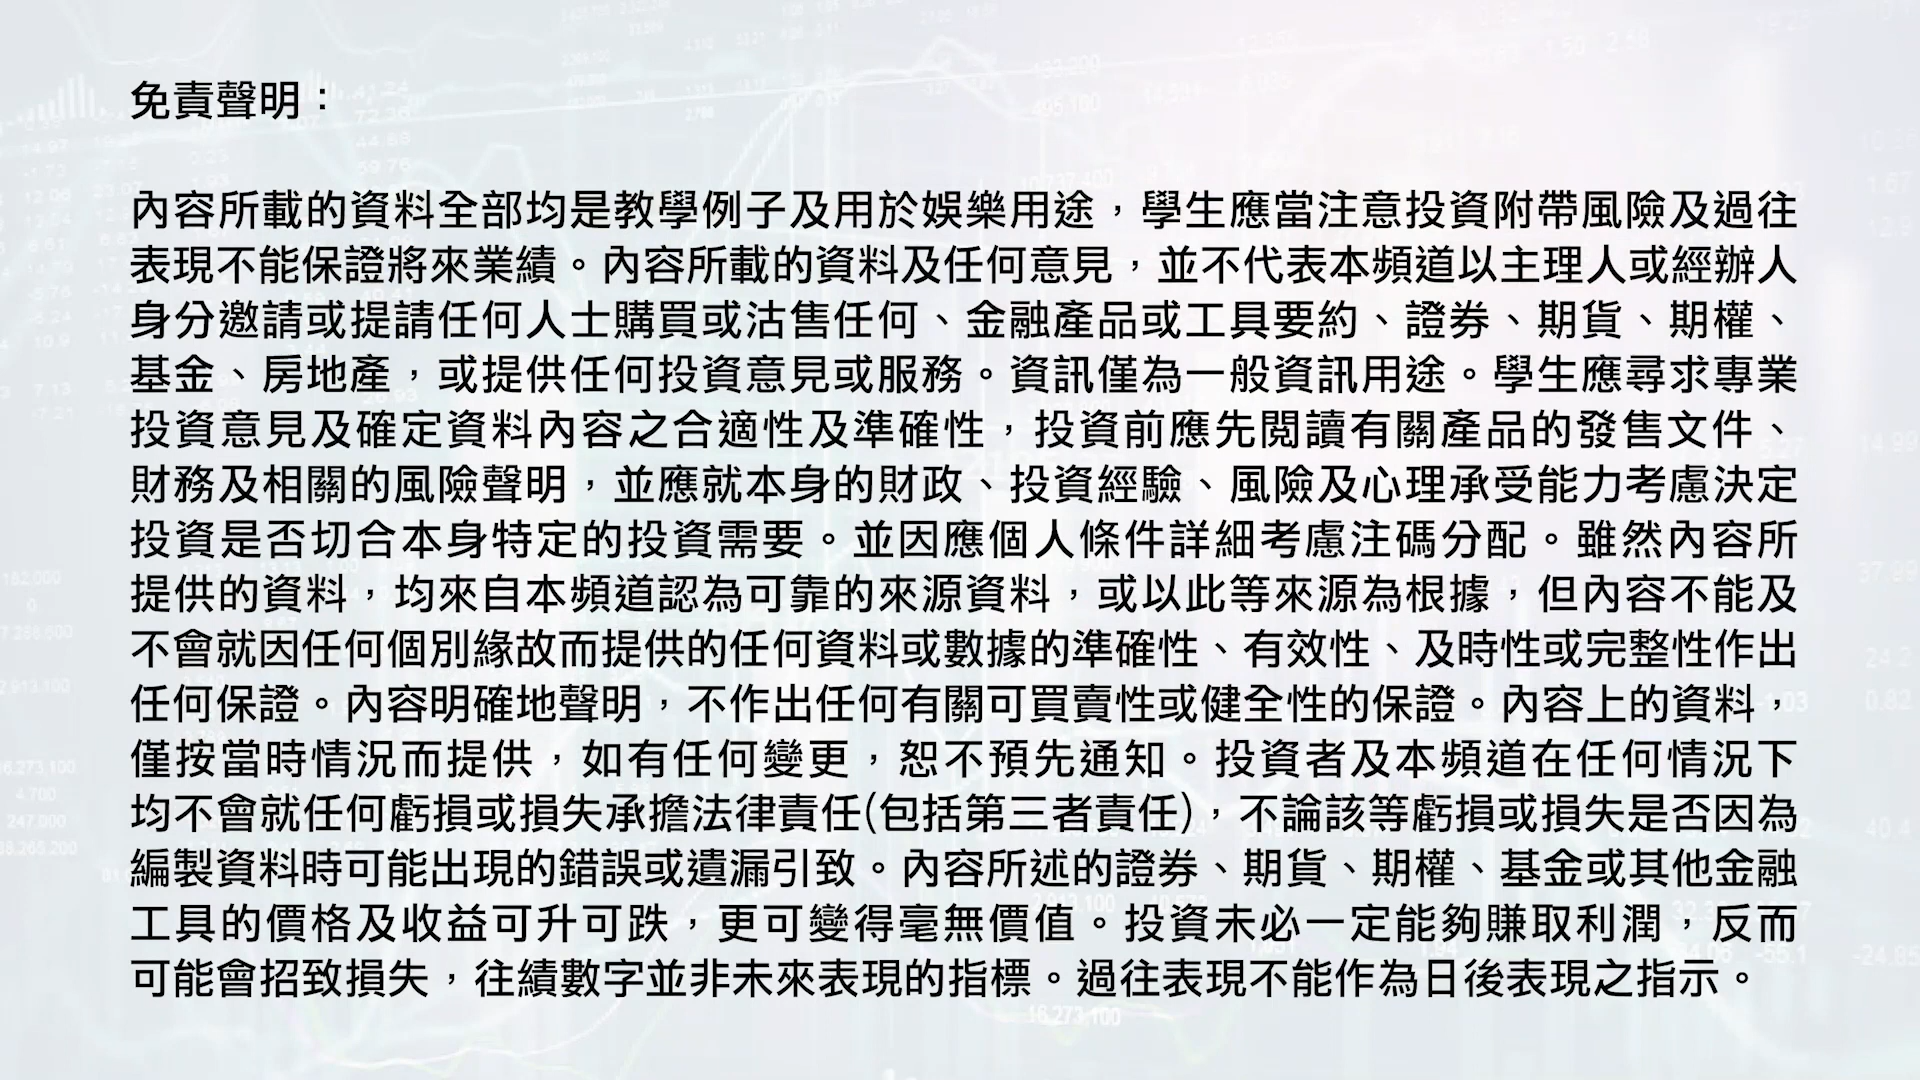 免責聲明：
內容所載的資料全部均是教學例子及用於娛樂用途，學生應當注意投資附帶風險及過往
表現不能保證將來業績。內容所載的資料及任何意見，並不代表本頻道以主理人或經辦人
身分邀請或提請任何人士購買或沽售任何、金融產品或工具要約、證券、期貨、期權、
基金、房地產，或提供任何投資意見或服務。資訊僅為一般資訊用途。學生應尋求專業
投資意見及確定資料內容之合適性及準確性，投資前應先閱讀有關產品的發售文件、
財務及相關的風險聲明，並應就本身的財政、投資經驗、風險及心理承受能力考慮決定
投資是否切合本身特定的投資需要。並因應個人條件詳細考慮注碼分配。雖然內容所
提供的資料，均來自本頻道認為可靠的來源資料，或以此等來源為根據，但內容不能及
不會就因任何個別緣故而提供的任何資料或數據的準確性、有效性、及時性或完整性作出
任何保證。內容明確地聲明，不作出任何有關可買賣性或健全性的保證。內容上的資料，
僅按當時情況而提供，如有任何變更，恕不預先通知。投資者及本頻道在任何情況下
均不會就任何虧損或損失承擔法律責任(包括第三者責任)，不論該等虧損或損失是否因為
編製資料時可能出現的錯誤或遺漏引致。內容所述的證券、期貨、期權、基金或其他金融
工具的價格及收益可升可跌，更可變得毫無價值。投資未必一定能夠賺取利潤，反而
可能會招致損失，往績數字並非未來表現的指標。過往表現不能作為日後表現之指示。